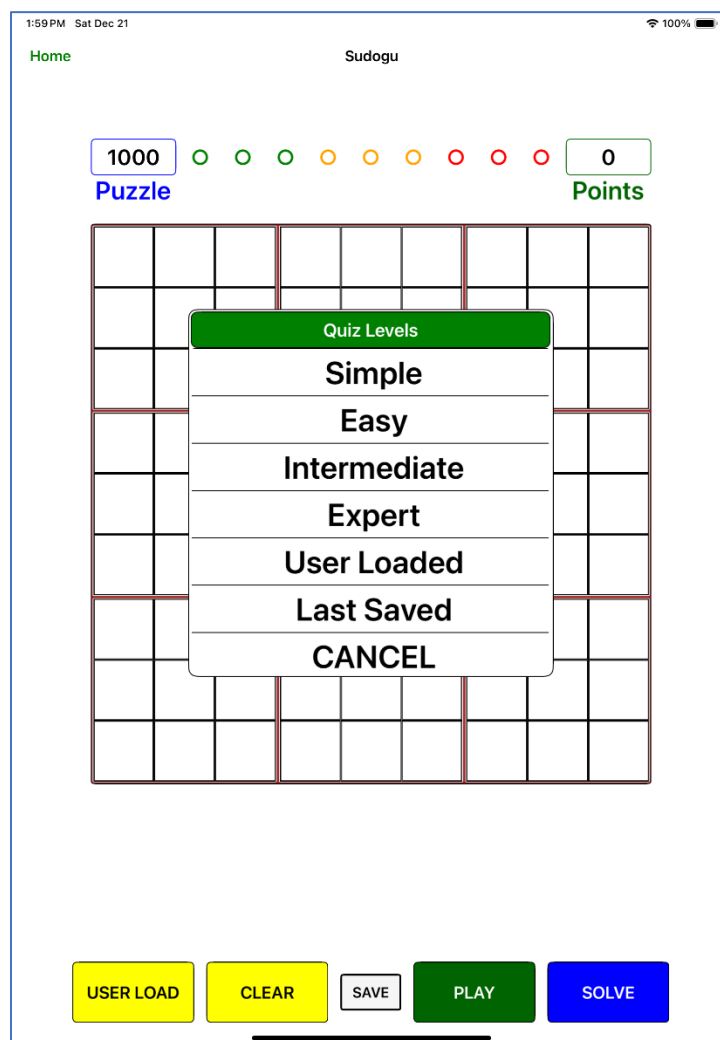 1:59 PM Sat Dec 21 100%
Home Sudogu
1000 0
Puzzle Points
Quiz Levels
Simple
Easy
Intermediate
Expert
User Loaded
Last Saved
CANCEL
USER LOAD CLEAR SAVE PLAY SOLVE